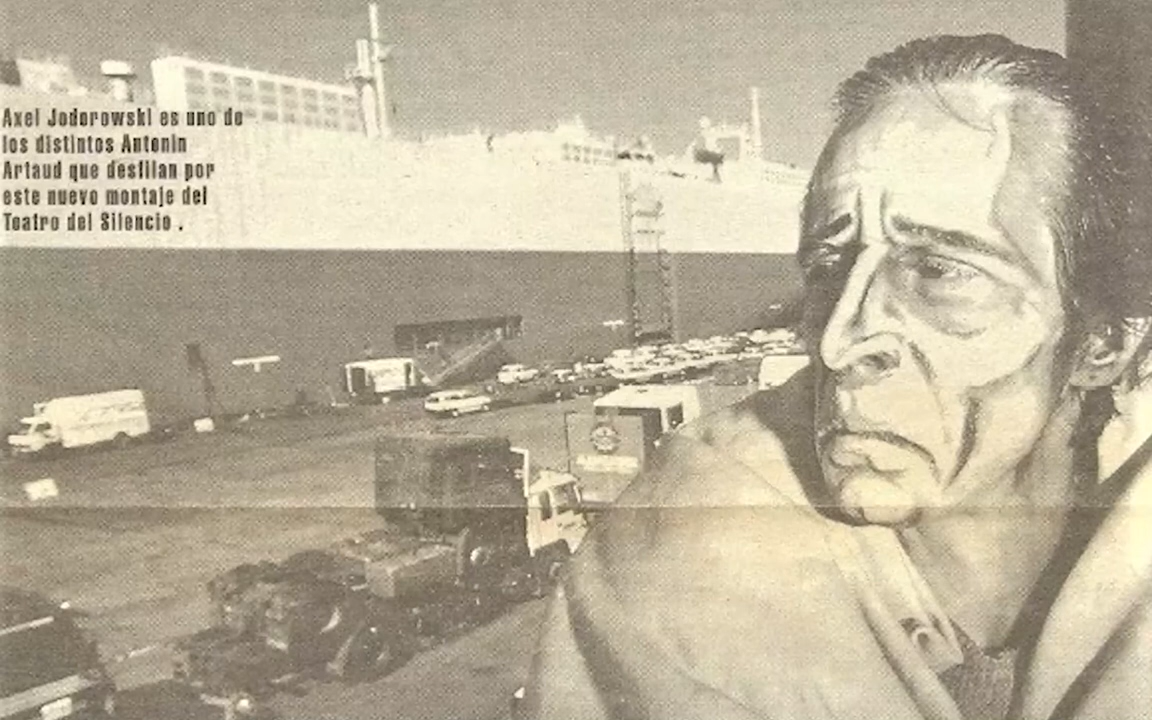 Axel Jodorowski es uno de
los distintos Antonin
Artaud que desfilan por
este nuevo montaje del
Teatro del Silencio .